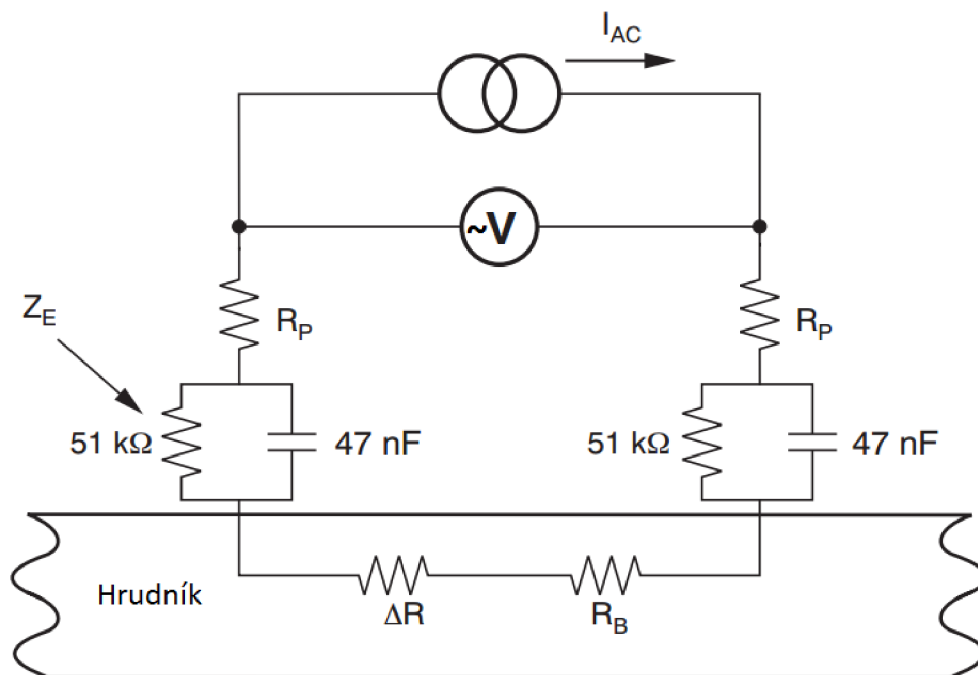 I_AC
~V
Z_E
R_P
R_P
51 kΩ
47 nF
51 kΩ
47 nF
Hrudník
ΔR
R_B